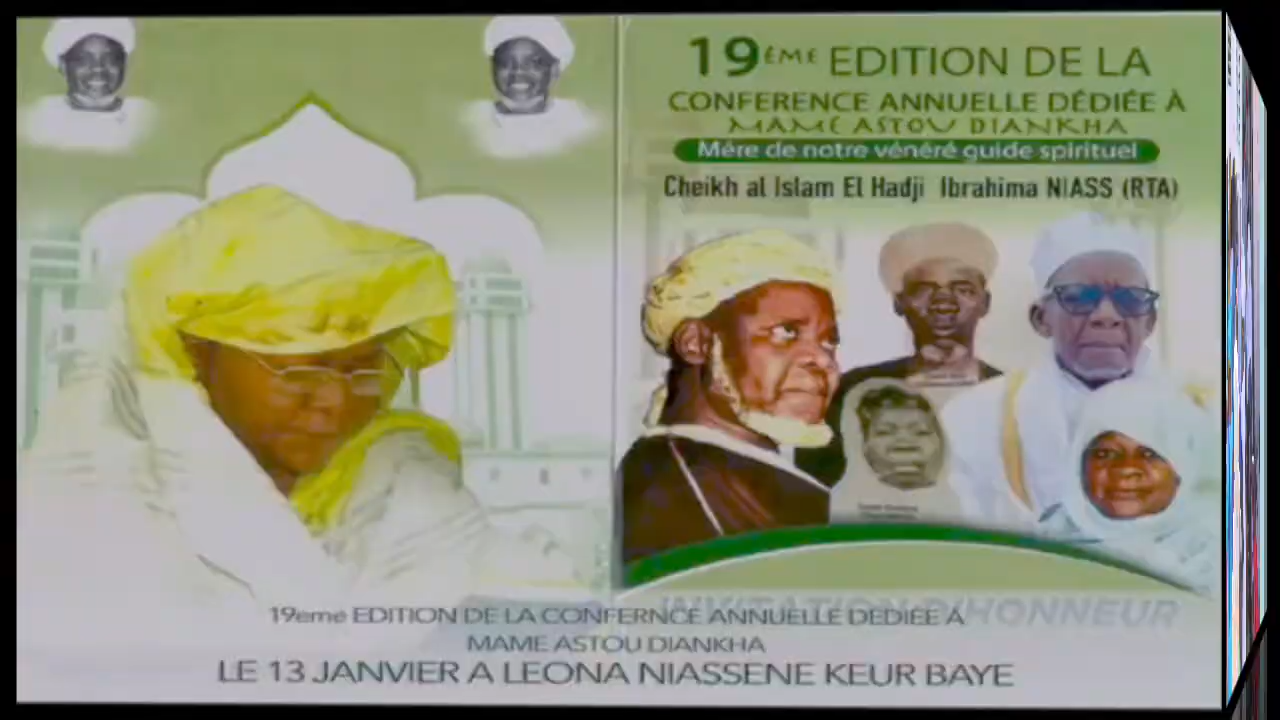 19ÈME EDITION DE LA
CONFERENCE ANNUELLE DÉDIÉE À
MAME ASTOU DIANKHA
Mère de notre vénéré guide spirituel
Cheikh al Islam El Hadji Ibrahima NIASS (RTA)
INVITATION D'HONNEUR
19eme EDITION DE LA CONFERNCE ANNUELLE DEDIÉE À
MAME ASTOU DIANKHA
LE 13 JANVIER A LEONA NIASSENE KEUR BAYE